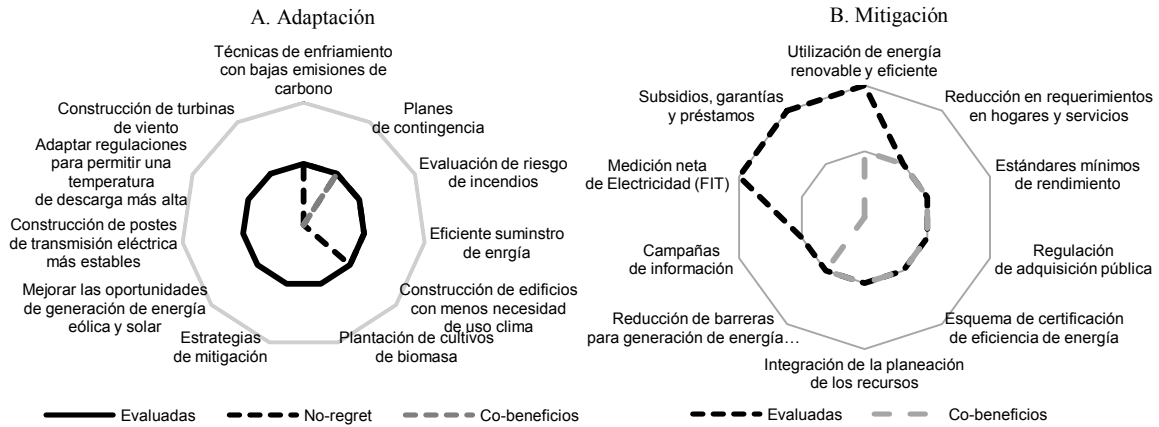 A. Adaptación
Técnicas de enfriamiento
con bajas emisiones de
carbono
Planes
de contingencia
Evaluación de riesgo
de incendios
Eficiente suminstro
de enrgía
Construcción de edificios
con menos necesidad
de uso clima
Plantación de cultivos
de biomasa
Estrategias
de mitigación
Mejorar las oportunidades
de generación de energía
eólica y solar
Construcción de postes
de transmisión eléctrica
más estables
Adaptar regulaciones
para permitir una
temperatura
de descarga más alta
Construcción de turbinas
de viento
Evaluadas
No-regret
Co-beneficios
B. Mitigación
Utilización de energía
renovable y eficiente
Reducción en requerimientos
en hogares y servicios
Estándares mínimos
de rendimiento
Regulación
de adquisición pública
Esquema de certificación
de eficiencia de energía
Integración de la planeación
de los recursos
Reducción de barreras
para generación de energía…
Campañas
de información
Medición neta
de Electricidad (FIT)
Subsidios, garantías
y préstamos
Evaluadas
Co-beneficios